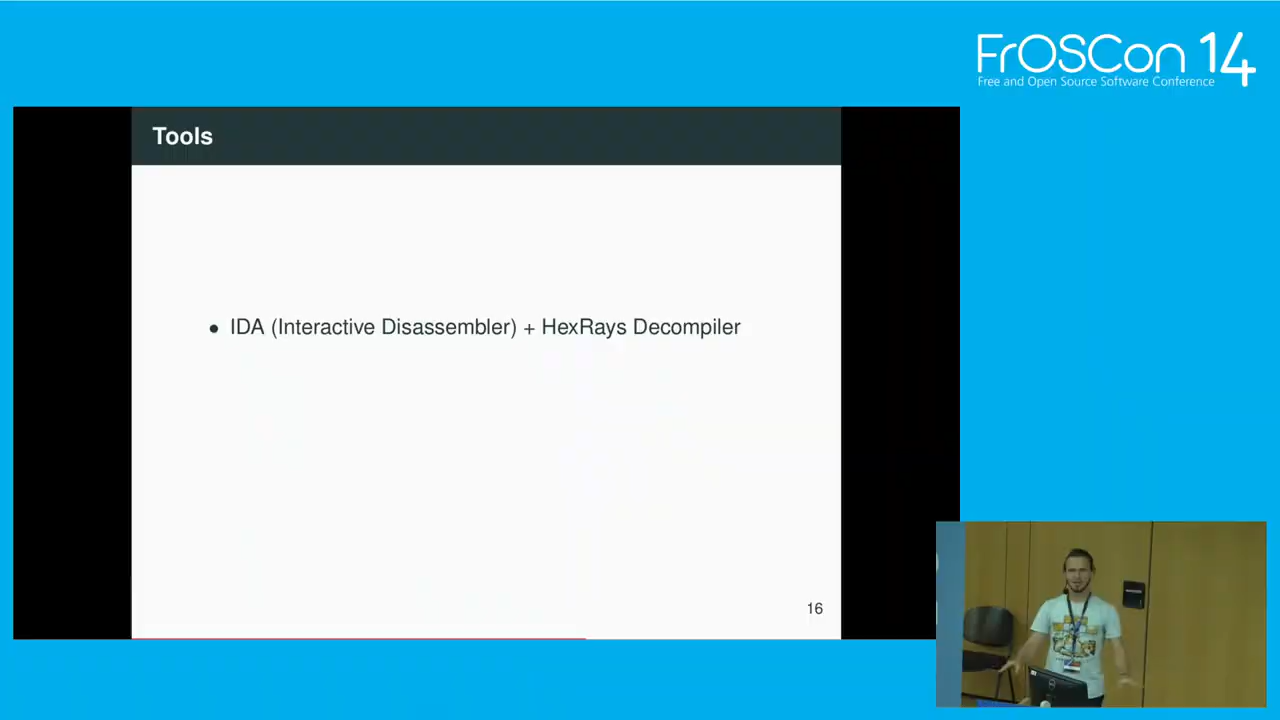 FrOSCon 14
Free and Open Source Software Conference
Tools
• IDA (Interactive Disassembler) + HexRays Decompiler
16